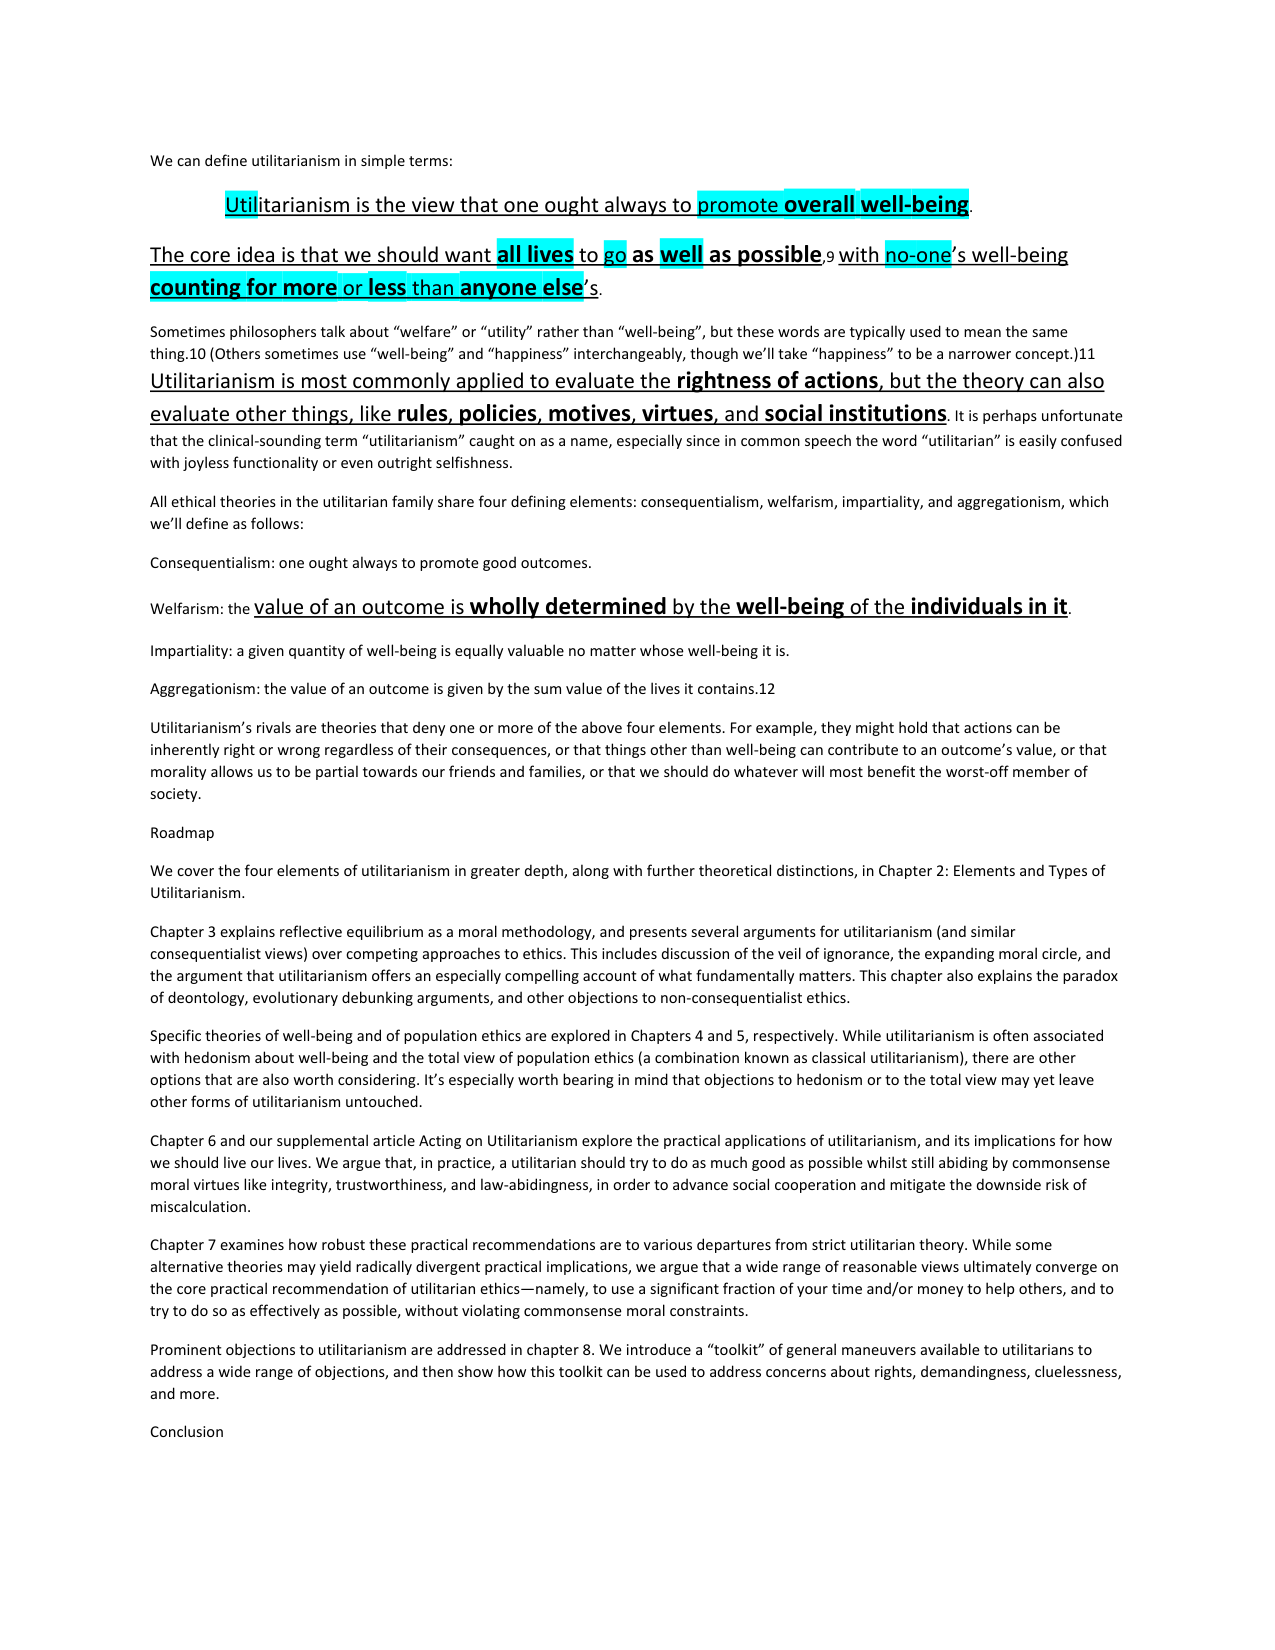 We can define utilitarianism in simple terms:
Utilitarianism is the view that one ought always to promote overall well-being.
The core idea is that we should want all lives to go as well as possible,9 with no-one’s well-being
counting for more or less than anyone else’s.
Sometimes philosophers talk about “welfare” or “utility” rather than “well-being”, but these words are typically used to mean the same
thing.10 (Others sometimes use “well-being” and “happiness” interchangeably, though we’ll take “happiness” to be a narrower concept.)11
Utilitarianism is most commonly applied to evaluate the rightness of actions, but the theory can also
evaluate other things, like rules, policies, motives, virtues, and social institutions. It is perhaps unfortunate
that the clinical-sounding term “utilitarianism” caught on as a name, especially since in common speech the word “utilitarian” is easily confused
with joyless functionality or even outright selfishness.
All ethical theories in the utilitarian family share four defining elements: consequentialism, welfarism, impartiality, and aggregationism, which
we’ll define as follows:
Consequentialism: one ought always to promote good outcomes.
Welfarism: the value of an outcome is wholly determined by the well-being of the individuals in it.
Impartiality: a given quantity of well-being is equally valuable no matter whose well-being it is.
Aggregationism: the value of an outcome is given by the sum value of the lives it contains.12
Utilitarianism’s rivals are theories that deny one or more of the above four elements. For example, they might hold that actions can be
inherently right or wrong regardless of their consequences, or that things other than well-being can contribute to an outcome’s value, or that
morality allows us to be partial towards our friends and families, or that we should do whatever will most benefit the worst-off member of
society.
Roadmap
We cover the four elements of utilitarianism in greater depth, along with further theoretical distinctions, in Chapter 2: Elements and Types of
Utilitarianism.
Chapter 3 explains reflective equilibrium as a moral methodology, and presents several arguments for utilitarianism (and similar
consequentialist views) over competing approaches to ethics. This includes discussion of the veil of ignorance, the expanding moral circle, and
the argument that utilitarianism offers an especially compelling account of what fundamentally matters. This chapter also explains the paradox
of deontology, evolutionary debunking arguments, and other objections to non-consequentialist ethics.
Specific theories of well-being and of population ethics are explored in Chapters 4 and 5, respectively. While utilitarianism is often associated
with hedonism about well-being and the total view of population ethics (a combination known as classical utilitarianism), there are other
options that are also worth considering. It’s especially worth bearing in mind that objections to hedonism or to the total view may yet leave
other forms of utilitarianism untouched.
Chapter 6 and our supplemental article Acting on Utilitarianism explore the practical applications of utilitarianism, and its implications for how
we should live our lives. We argue that, in practice, a utilitarian should try to do as much good as possible whilst still abiding by commonsense
moral virtues like integrity, trustworthiness, and law-abidingness, in order to advance social cooperation and mitigate the downside risk of
miscalculation.
Chapter 7 examines how robust these practical recommendations are to various departures from strict utilitarian theory. While some
alternative theories may yield radically divergent practical implications, we argue that a wide range of reasonable views ultimately converge on
the core practical recommendation of utilitarian ethics—namely, to use a significant fraction of your time and/or money to help others, and to
try to do so as effectively as possible, without violating commonsense moral constraints.
Prominent objections to utilitarianism are addressed in chapter 8. We introduce a “toolkit” of general maneuvers available to utilitarians to
address a wide range of objections, and then show how this toolkit can be used to address concerns about rights, demandingness, cluelessness,
and more.
Conclusion